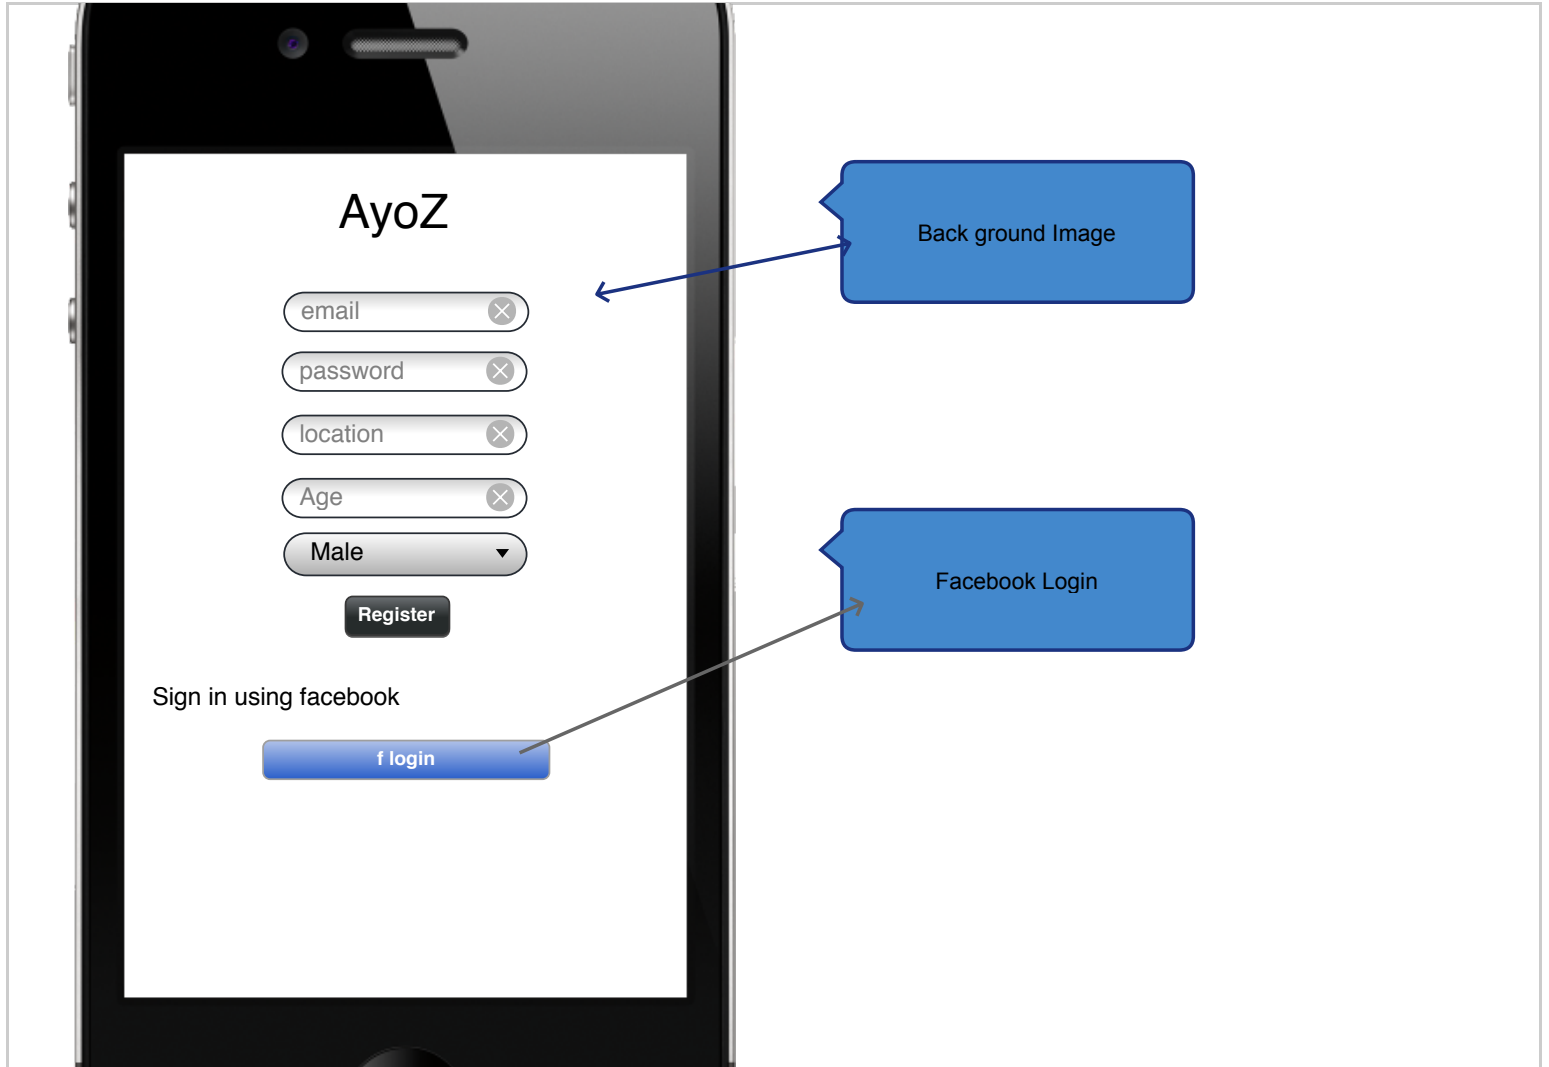 AyoZ
email
password
location
Age
Male
Register
Sign in using facebook
f login
Back ground Image
Facebook Login